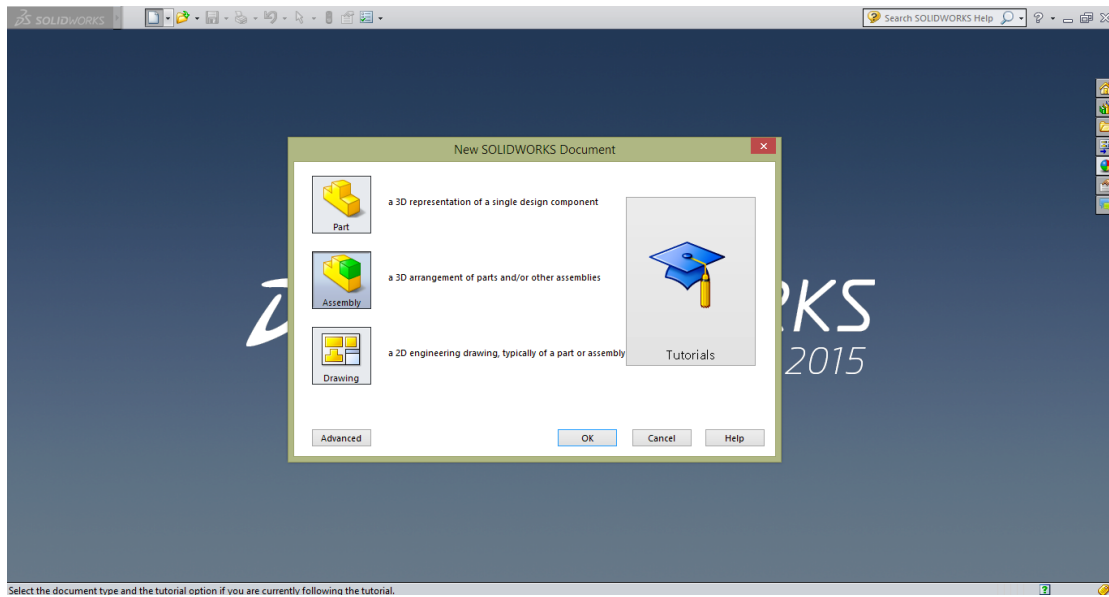 SOLIDWORKS
Search SOLIDWORKS Help
New SOLIDWORKS Document
Part
a 3D representation of a single design component
Assembly
a 3D arrangement of parts and/or other assemblies
Drawing
a 2D engineering drawing, typically of a part or assembly
Tutorials
RKS
2015
Advanced
OK
Cancel
Help
Select the document type and the tutorial option if you are currently following the tutorial.